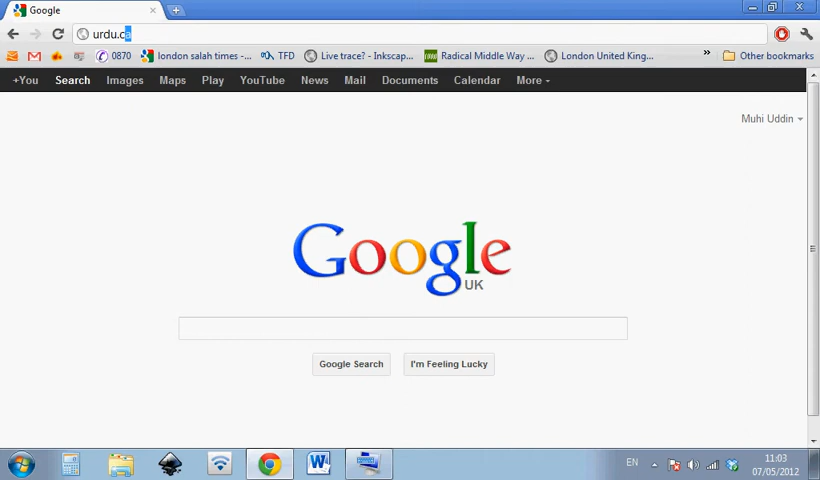 Google
urdu.ca
0870
london salah times -...
TFD
Live trace? - Inkscap...
Radical Middle Way ...
London United King...
»
Other bookmarks
+You Search Images Maps Play YouTube News Mail Documents Calendar More
Muhi Uddin
Google
UK
Google Search
I'm Feeling Lucky
EN
11:03
07/05/2012